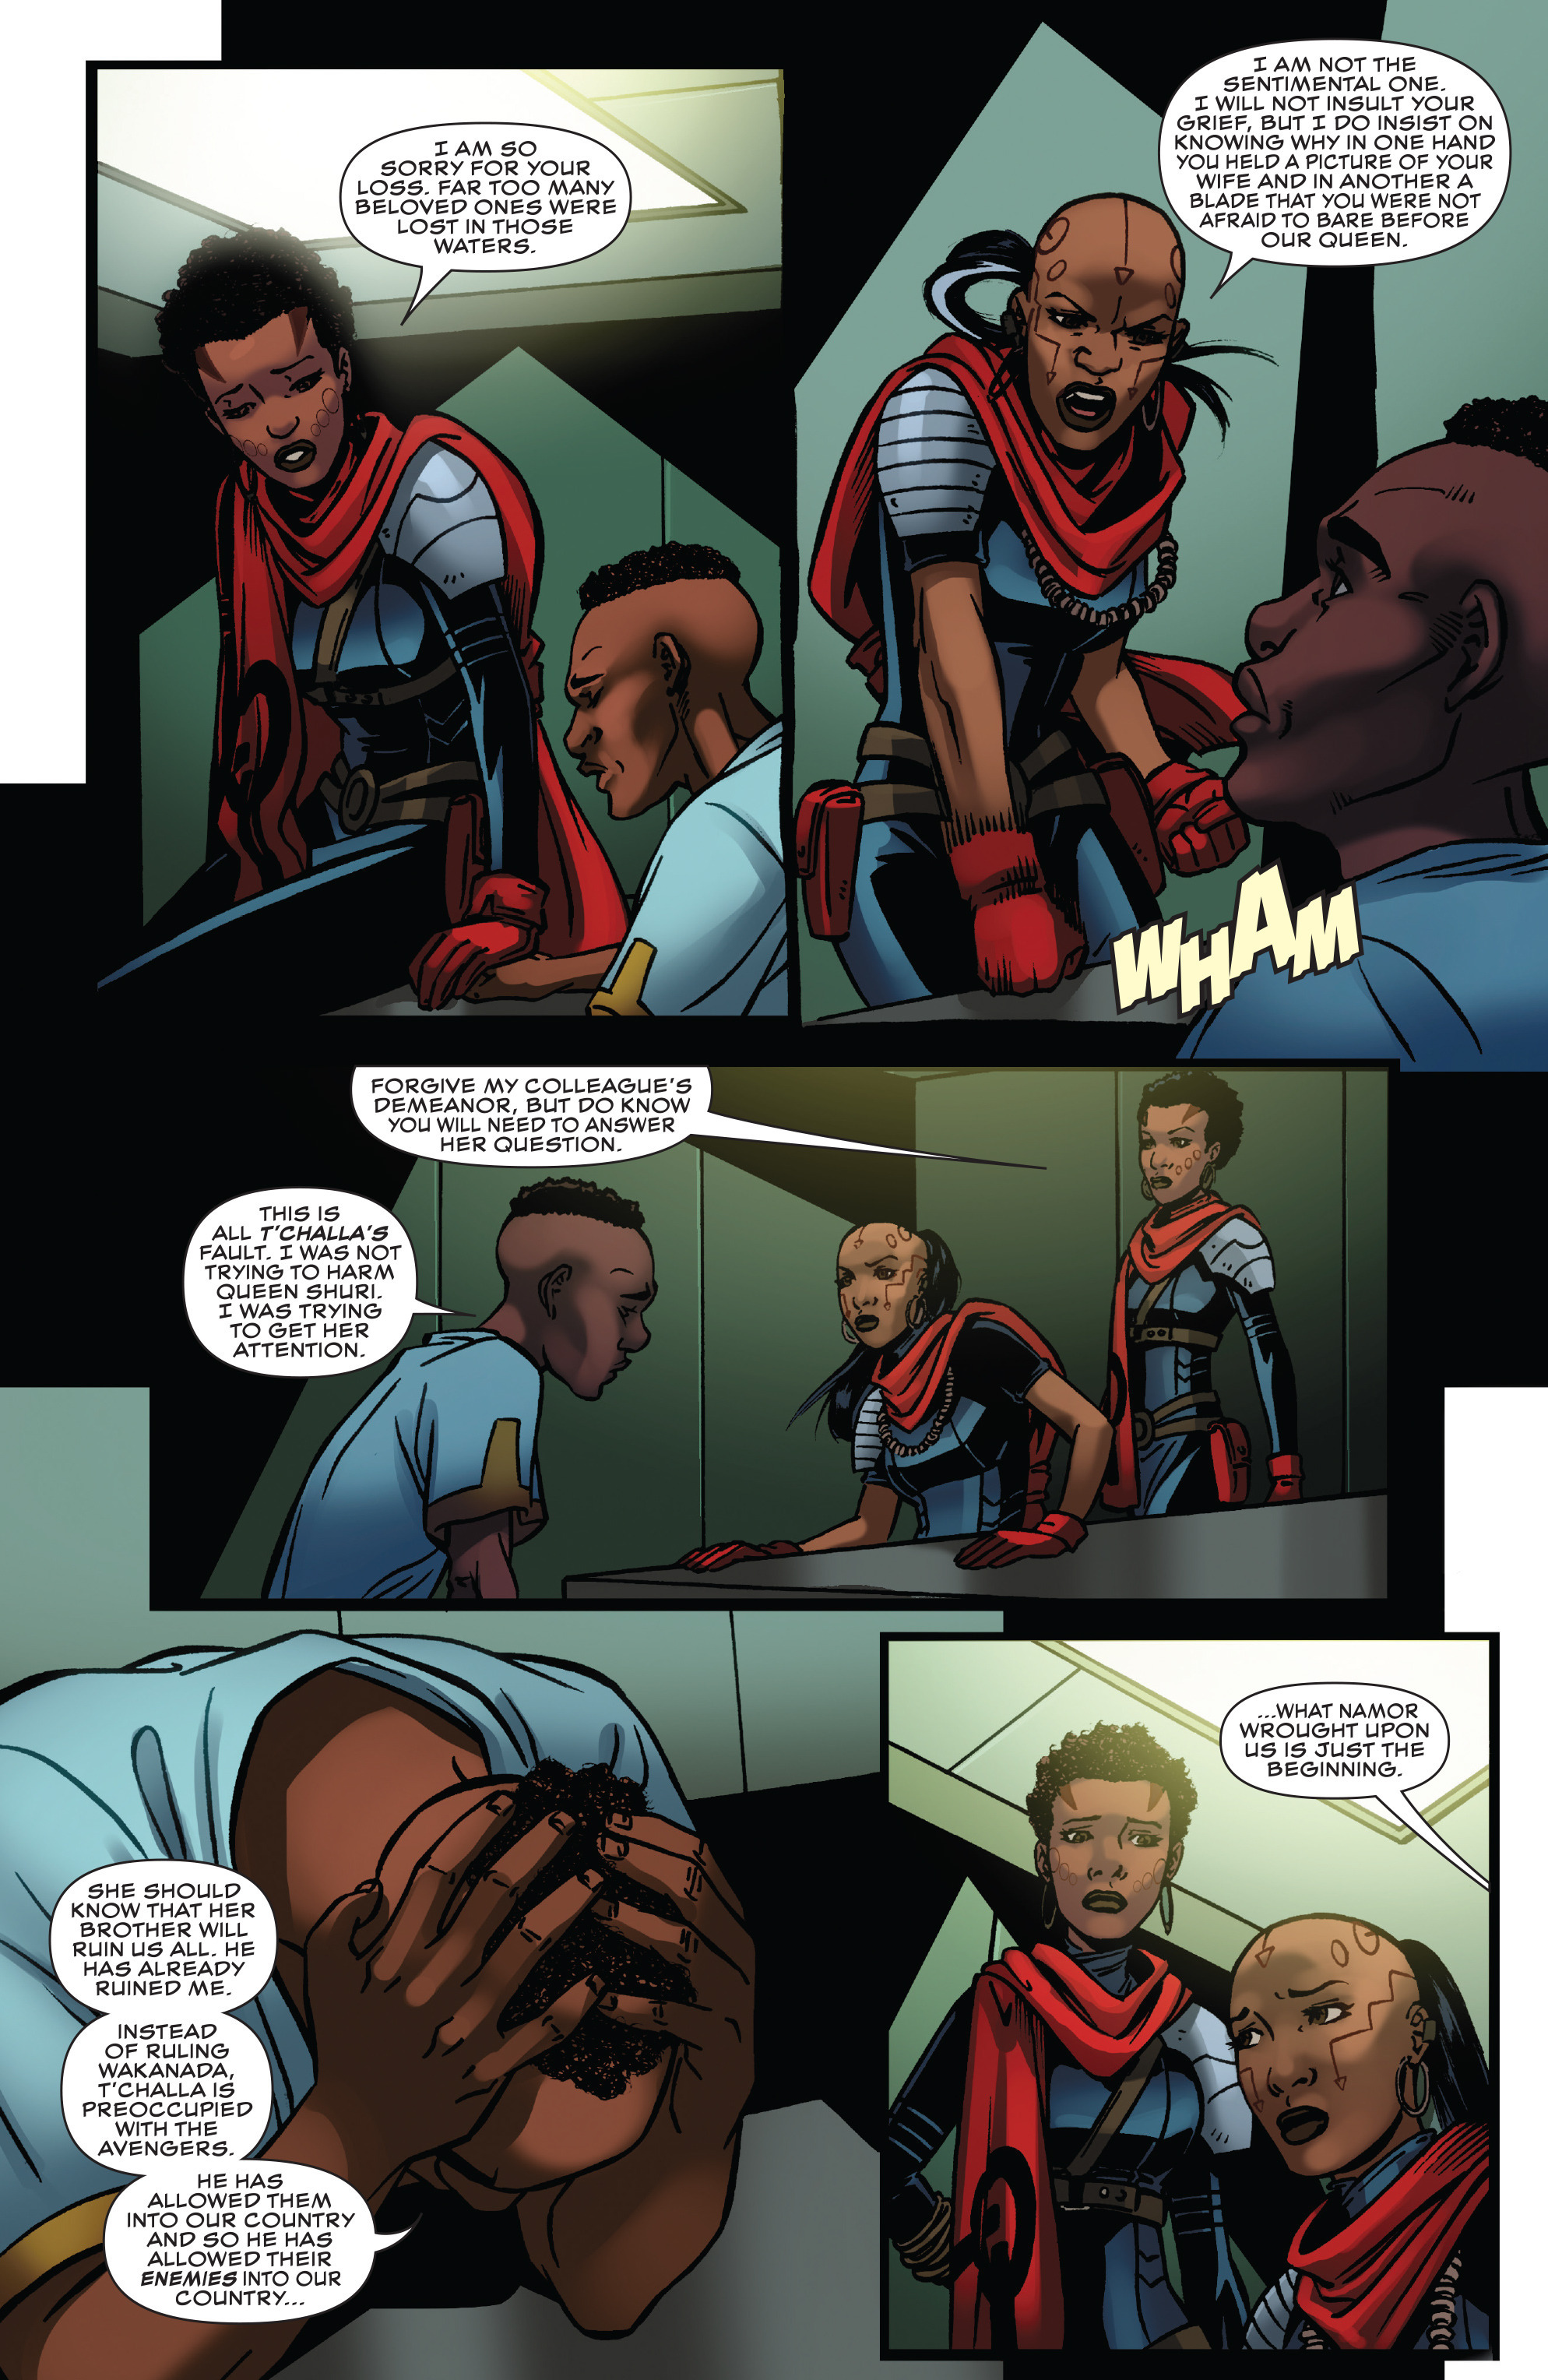 I AM SO
SORRY FOR YOUR
LOSS. FAR TOO MANY
BELOVED ONES WERE
LOST IN THOSE
WATERS.
I AM NOT THE
SENTIMENTAL ONE.
I WILL NOT INSULT YOUR
GRIEF, BUT I DO INSIST ON
KNOWING WHY IN ONE HAND
YOU HELD A PICTURE OF YOUR
WIFE AND IN ANOTHER A
BLADE THAT YOU WERE NOT
AFRAID TO BARE BEFORE
OUR QUEEN.
WHAM
FORGIVE MY COLLEAGUE'S
DEMEANOR, BUT DO KNOW
YOU WILL NEED TO ANSWER
HER QUESTION.
THIS IS
ALL T'CHALLA'S
FAULT. I WAS NOT
TRYING TO HARM
QUEEN SHURI.
I WAS TRYING
TO GET HER
ATTENTION.
SHE SHOULD
KNOW THAT HER
BROTHER WILL
RUIN US ALL. HE
HAS ALREADY
RUINED ME.
INSTEAD
OF RULING
WAKANADA,
T'CHALLA IS
PREOCCUPIED
WITH THE
AVENGERS.
HE HAS
ALLOWED THEM
INTO OUR COUNTRY
AND SO HE HAS
ALLOWED THEIR
ENEMIES INTO OUR
COUNTRY...
...WHAT NAMOR
WROUGHT UPON
US IS JUST THE
BEGINNING.